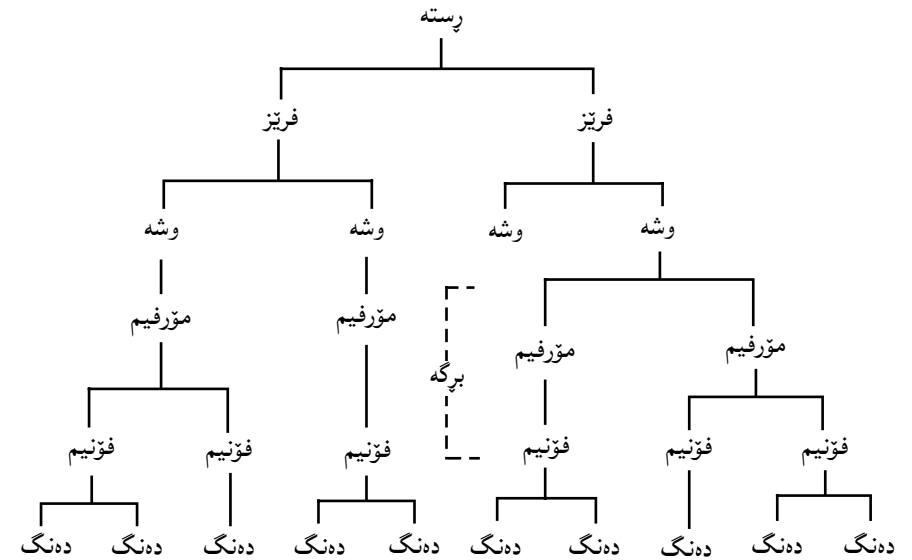 ڕستە
فرێز فرێز
وشە وشە وشە وشە
مۆرفیم مۆرفیم مۆرفیم مۆرفیم
بڕگە
فۆنیم فۆنیم فۆنیم فۆنیم فۆنیم فۆنیم
دەنگ دەنگ دەنگ دەنگ دەنگ دەنگ دەنگ دەنگ دەنگ دەنگ